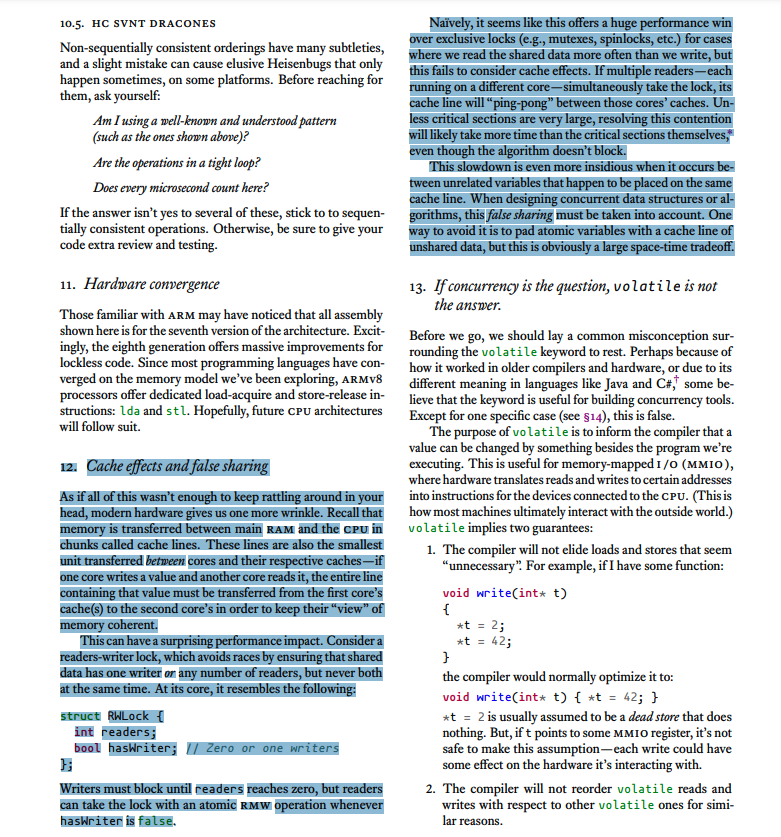 10.5. HC SVNT DRACONES
Non-sequentially consistent orderings have many subtleties,
and a slight mistake can cause elusive Heisenbugs that only
happen sometimes, on some platforms. Before reaching for
them, ask yourself:
Am I using a well-known and understood pattern
(such as the ones shown above)?
Are the operations in a tight loop?
Does every microsecond count here?
If the answer isn't yes to several of these, stick to to sequen-
tially consistent operations. Otherwise, be sure to give your
code extra review and testing.
11. Hardware convergence
Those familiar with ARM may have noticed that all assembly
shown here is for the seventh version of the architecture. Excit-
ingly, the eighth generation offers massive improvements for
lockless code. Since most programming languages have con-
verged on the memory model we've been exploring, ARMv8
processors offer dedicated load-acquire and store-release in-
structions: lda and stl. Hopefully, future CPU architectures
will follow suit.
12. Cache effects and false sharing
As if all of this wasn't enough to keep rattling around in your
head, modern hardware gives us one more wrinkle. Recall that
memory is transferred between main RAM and the CPU in
chunks called cache lines. These lines are also the smallest
unit transferred between cores and their respective caches—if
one core writes a value and another core reads it, the entire line
containing that value must be transferred from the first core's
cache(s) to the second core's in order to keep their "view" of
memory coherent.
This can have a surprising performance impact. Consider a
readers-writer lock, which avoids races by ensuring that shared
data has one writer or any number of readers, but never both
at the same time. At its core, it resembles the following:
struct RWLock {
int readers;
bool hasWriter; // Zero or one writers
};
Writers must block until readers reaches zero, but readers
can take the lock with an atomic RMW operation whenever
hasWriter is false.
Naïvely, it seems like this offers a huge performance win
over exclusive locks (e.g., mutexes, spinlocks, etc.) for cases
where we read the shared data more often than we write, but
this fails to consider cache effects. If multiple readers—each
running on a different core—simultaneously take the lock, its
cache line will "ping-pong" between those cores' caches. Un-
less critical sections are very large, resolving this contention
will likely take more time than the critical sections themselves,*
even though the algorithm doesn't block.
This slowdown is even more insidious when it occurs be-
tween unrelated variables that happen to be placed on the same
cache line. When designing concurrent data structures or al-
gorithms, this false sharing must be taken into account. One
way to avoid it is to pad atomic variables with a cache line of
unshared data, but this is obviously a large space-time tradeoff.
13. If concurrency is the question, volatile is not
the answer.
Before we go, we should lay a common misconception sur-
rounding the volatile keyword to rest. Perhaps because of
how it worked in older compilers and hardware, or due to its
different meaning in languages like Java and C#,† some be-
lieve that the keyword is useful for building concurrency tools.
Except for one specific case (see §14), this is false.
The purpose of volatile is to inform the compiler that a
value can be changed by something besides the program we're
executing. This is useful for memory-mapped I/O (MMIO),
where hardware translates reads and writes to certain addresses
into instructions for the devices connected to the CPU. (This is
how most machines ultimately interact with the outside world.)
volatile implies two guarantees:
1. The compiler will not elide loads and stores that seem
"unnecessary". For example, if I have some function:
void write(int* t)
{
*t = 2;
*t = 42;
}
the compiler would normally optimize it to:
void write(int* t) { *t = 42; }
*t = 2 is usually assumed to be a dead store that does
nothing. But, if t points to some MMIO register, it's not
safe to make this assumption—each write could have
some effect on the hardware it's interacting with.
2. The compiler will not reorder volatile reads and
writes with respect to other volatile ones for simi-
lar reasons.